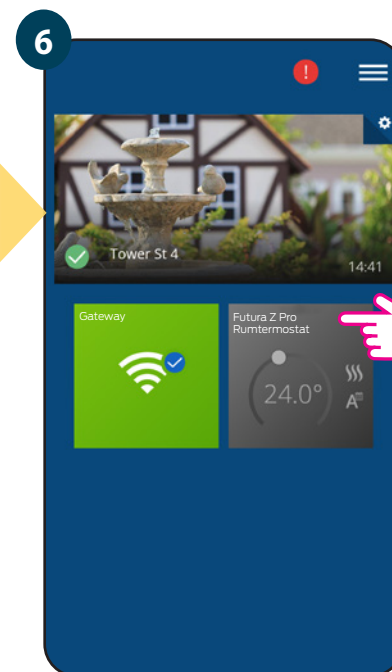 6
!
Tower St 4
14:41
Gateway
Futura Z Pro
Rumtermostat
24.0°
A